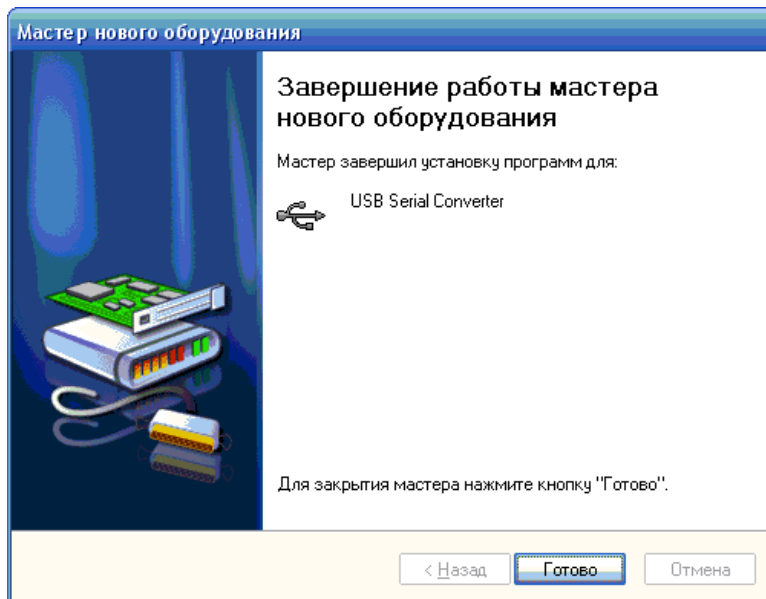 Мастер нового оборудования
Завершение работы мастера
нового оборудования
Мастер завершил установку программ для:
USB Serial Converter
Для закрытия мастера нажмите кнопку "Готово".
< Назад
Готово
Отмена